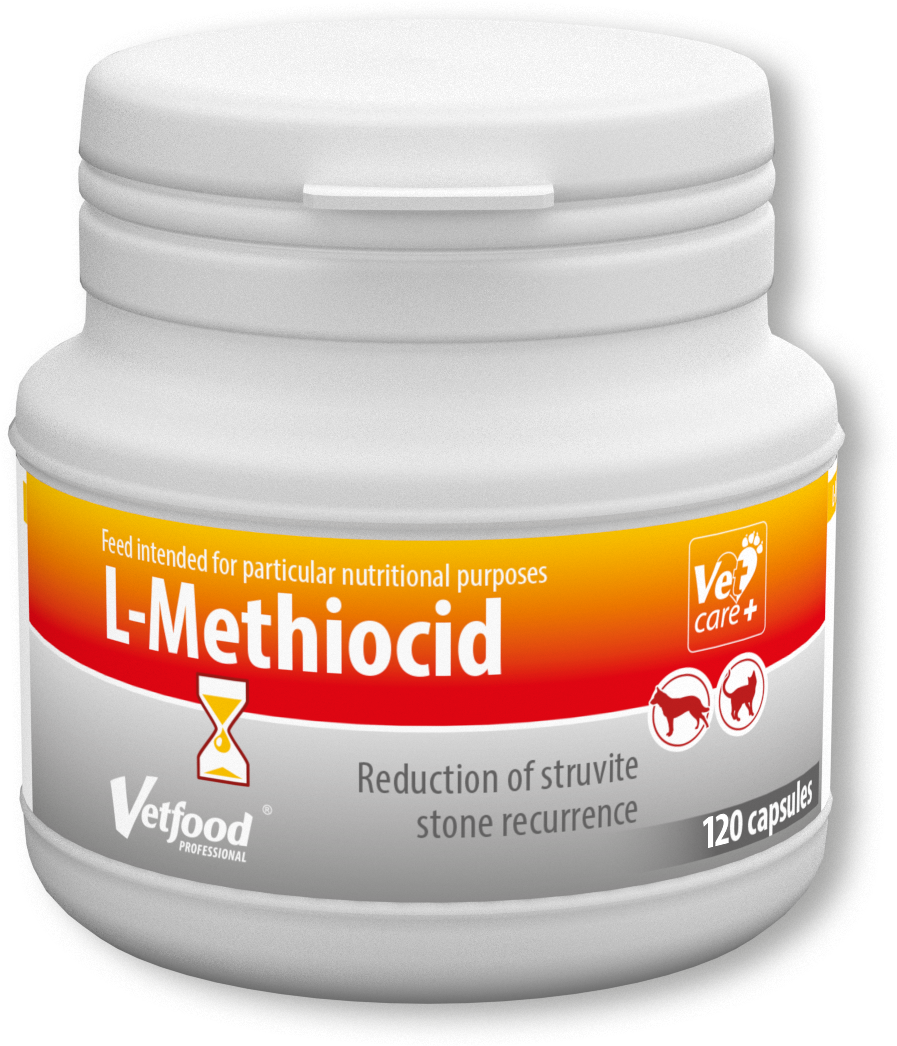 Feed intended for particular nutritional purposes
L-Methiocid
Vet
care+
Reduction of struvite
stone recurrence
120 capsules
Vetfood®
PROFESSIONAL